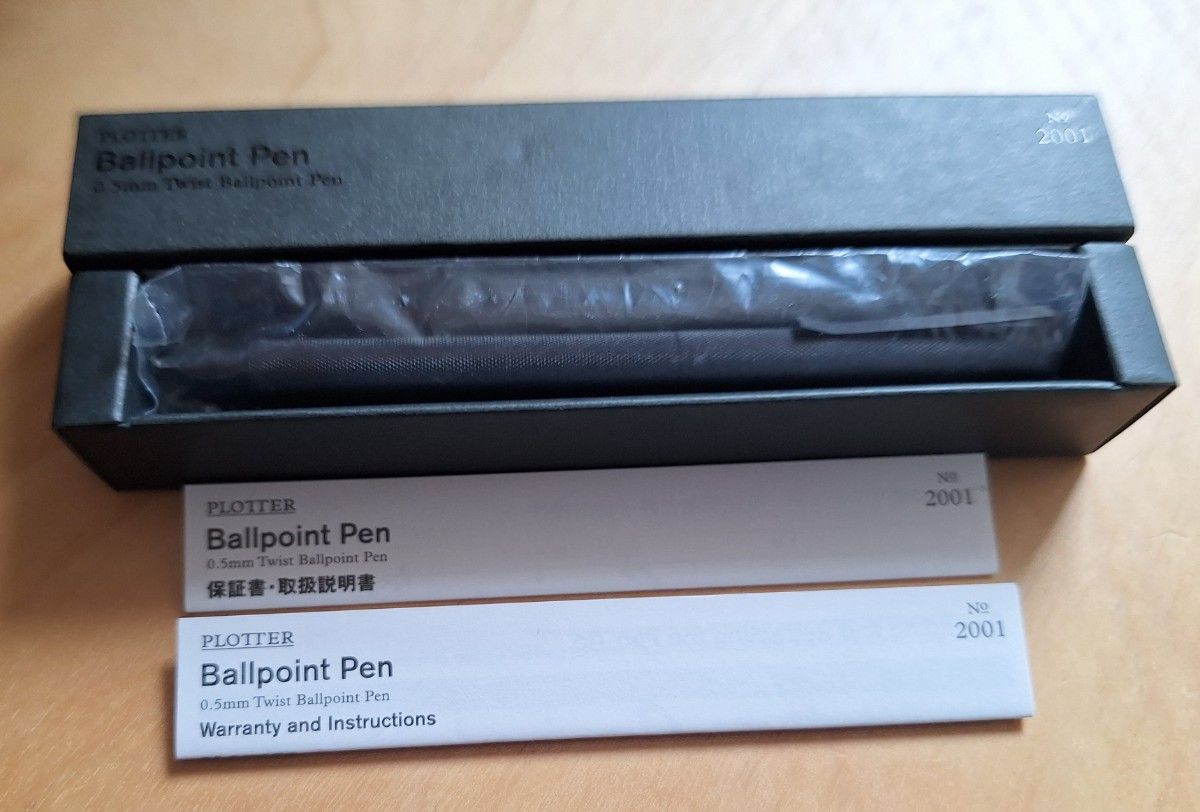 PLOTTER
Ballpoint Pen
0.5mm Twist Ballpoint Pen
No
2001
PLOTTER
Ballpoint Pen
0.5mm Twist Ballpoint Pen
保証書・取扱説明書
No
2001
PLOTTER
Ballpoint Pen
0.5mm Twist Ballpoint Pen
Warranty and Instructions
No
2001